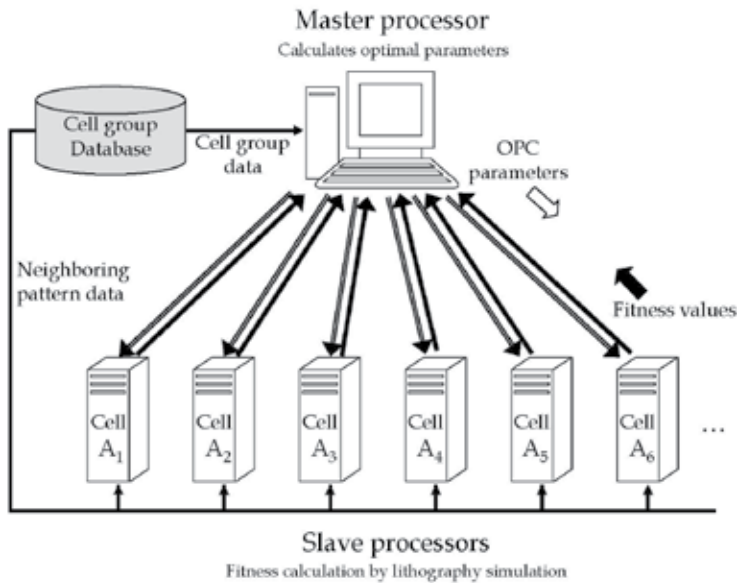 Master processor
Calculates optimal parameters
Cell group
Database
Cell group
data
OPC
parameters
Neighboring
pattern data
Fitness values
Cell
A1
Cell
A2
Cell
A3
Cell
A4
Cell
A5
Cell
A6
...
Slave processors
Fitness calculation by lithography simulation